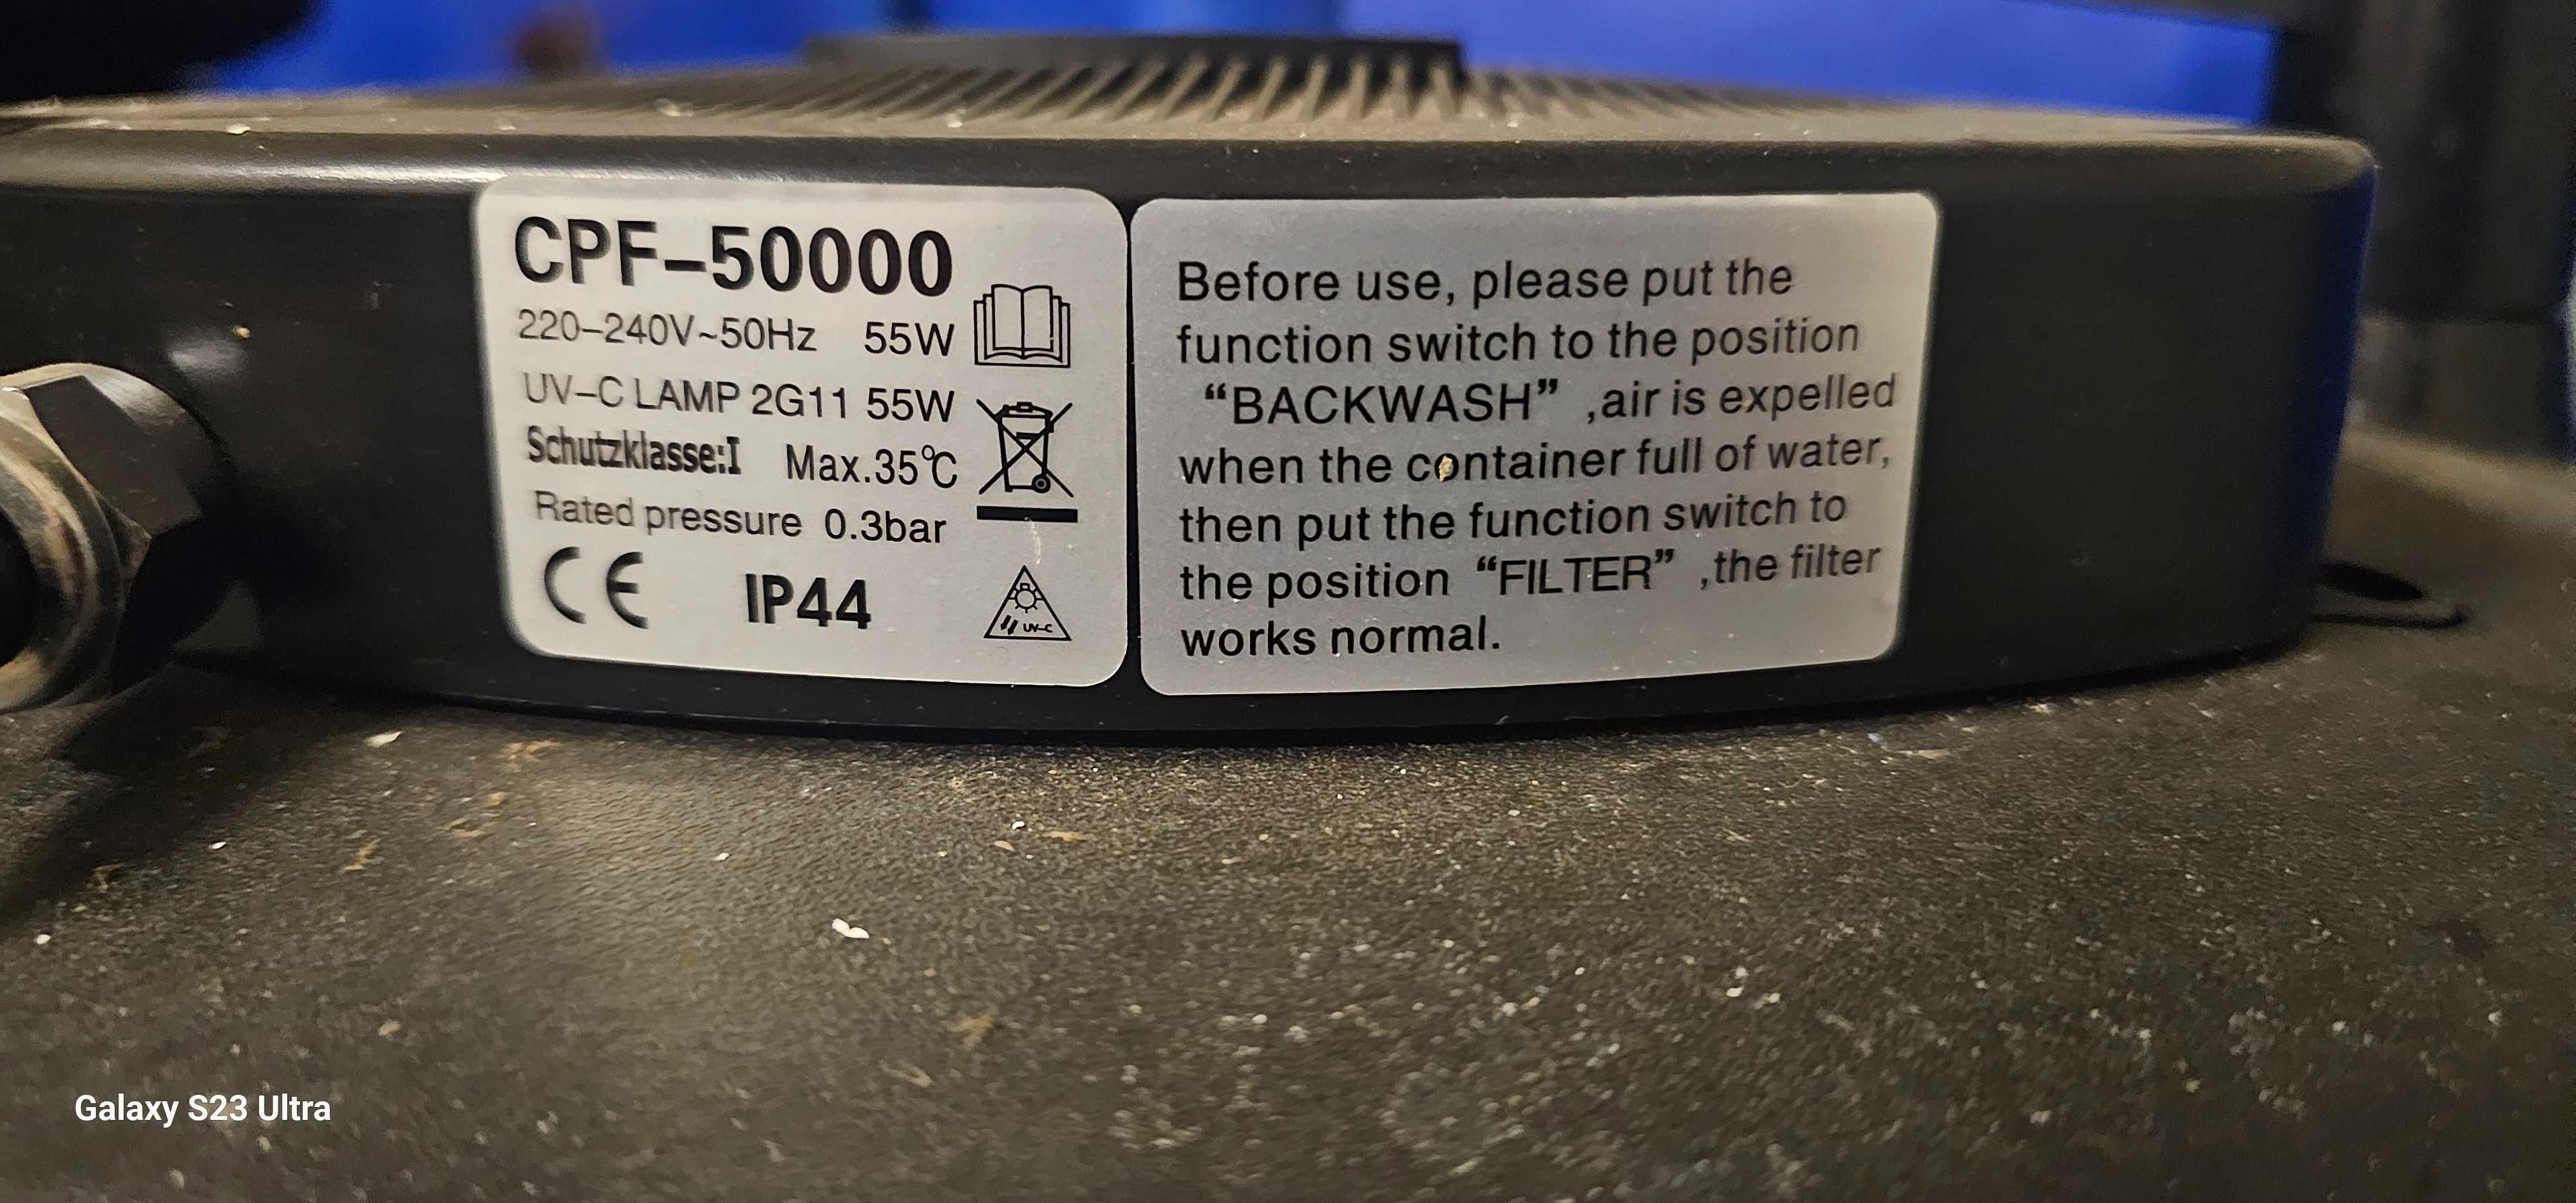 CPF-50000
220-240V~50Hz 55W
UV-C LAMP 2G11 55W
Schutzklasse:I Max.35℃
Rated pressure 0.3bar
CE IP44
UV-C
Before use, please put the
function switch to the position
“BACKWASH” ,air is expelled
when the container full of water,
then put the function switch to
the position “FILTER” ,the filter
works normal.
Galaxy S23 Ultra